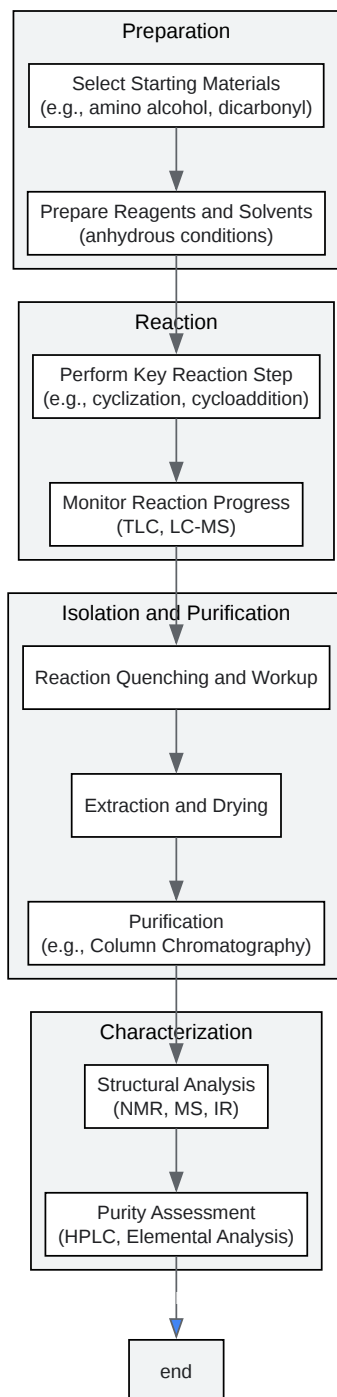 Preparation
Select Starting Materials
(e.g., amino alcohol, dicarbonyl)
Prepare Reagents and Solvents
(anhydrous conditions)
Reaction
Perform Key Reaction Step
(e.g., cyclization, cycloaddition)
Monitor Reaction Progress
(TLC, LC-MS)
Isolation and Purification
Reaction Quenching and Workup
Extraction and Drying
Purification
(e.g., Column Chromatography)
Characterization
Structural Analysis
(NMR, MS, IR)
Purity Assessment
(HPLC, Elemental Analysis)
end